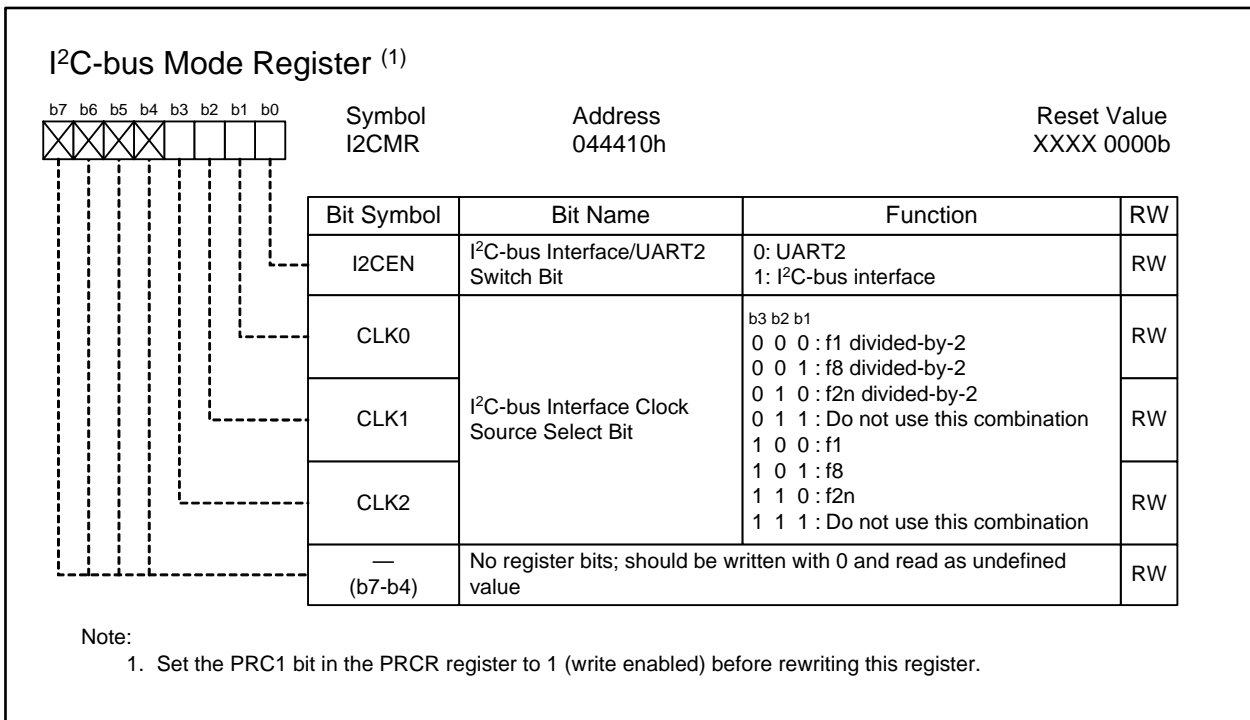 I²C-bus Mode Register (1)
b7 b6 b5 b4 b3 b2 b1 b0
Symbol Address Reset Value
I2CMR 044410h XXXX 0000b
Bit Symbol Bit Name Function RW
I2CEN I²C-bus Interface/UART2 Switch Bit 0: UART2 RW
1: I²C-bus interface
CLK0 RW
CLK1 RW
CLK2 RW
I²C-bus Interface Clock
Source Select Bit
b3 b2 b1
0 0 0 : f1 divided-by-2
0 0 1 : f8 divided-by-2
0 1 0 : f2n divided-by-2
0 1 1 : Do not use this combination
1 0 0 : f1
1 0 1 : f8
1 1 0 : f2n
1 1 1 : Do not use this combination
— (b7-b4) No register bits; should be written with 0 and read as undefined
value RW
Note:
1. Set the PRC1 bit in the PRCR register to 1 (write enabled) before rewriting this register.